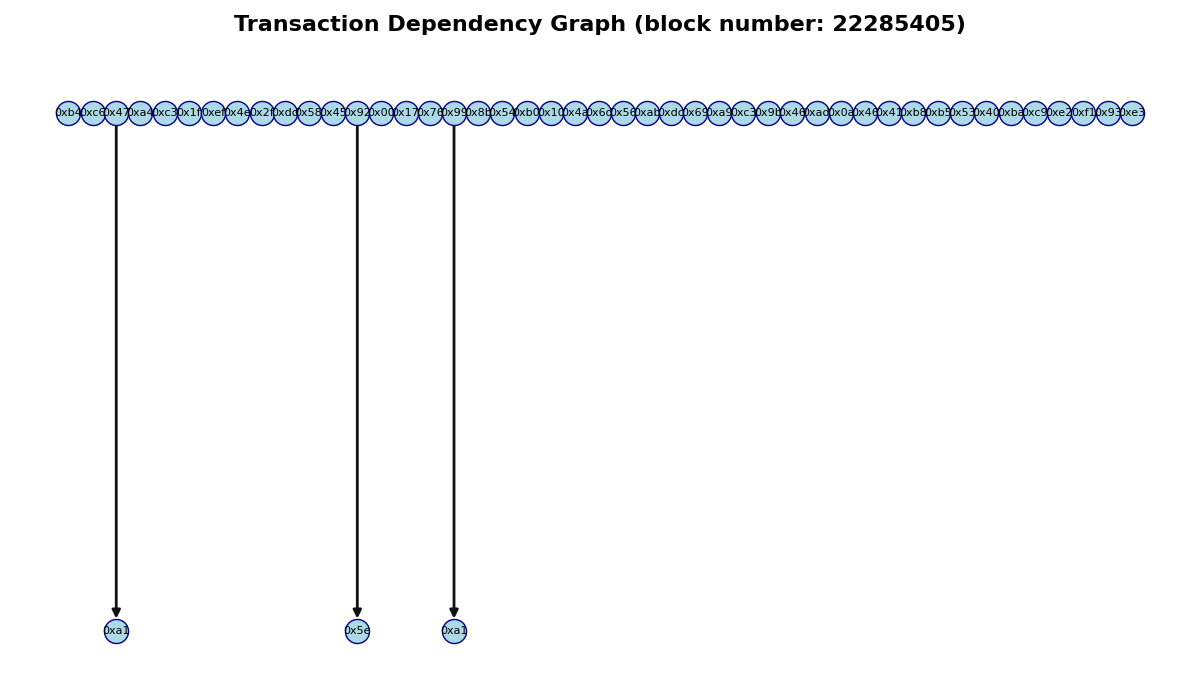 Transaction Dependency Graph (block number: 22285405)
0xb4 0xc6 0x47 0xa4 0xc3 0x1f 0xef 0x4e 0x2f 0xdd 0x58 0x45 0x92 0x00 0x17 0x76 0x99 0x8b 0x54 0xb0 0x10 0x4a 0x6c 0x56 0xab 0xdc 0x69 0xa9 0xc3 0x9b 0x46 0xad 0x0a 0x46 0x41 0xb8 0xb5 0x53 0x40 0xba 0xc9 0xe2 0xf1 0x93 0xe3
0xa1 0x5e 0xa1